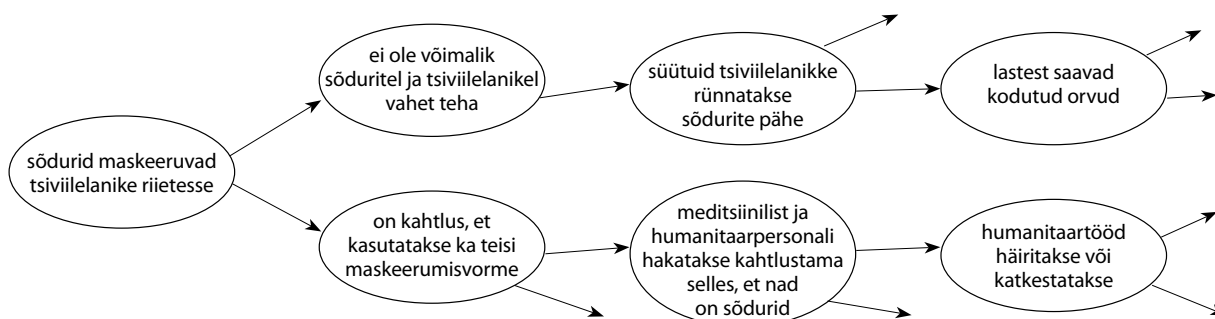 sõdurid maskeeruvad
tsiviilelanike riietesse
ei ole võimalik
sõduritel ja tsiviilelanikel
vahet teha
süütuid tsiviilelanikke
rünnatakse
sõdurite pähe
lastest saavad
kodutud orvud
on kahtlus, et
kasutatakse ka teisi
maskeerumisvorme
meditsiinilist ja
humanitaarpersonali
hakatakse kahtlustama
selles, et nad
on sõdurid
humanitaartööd
häiritakse või
katkestatakse